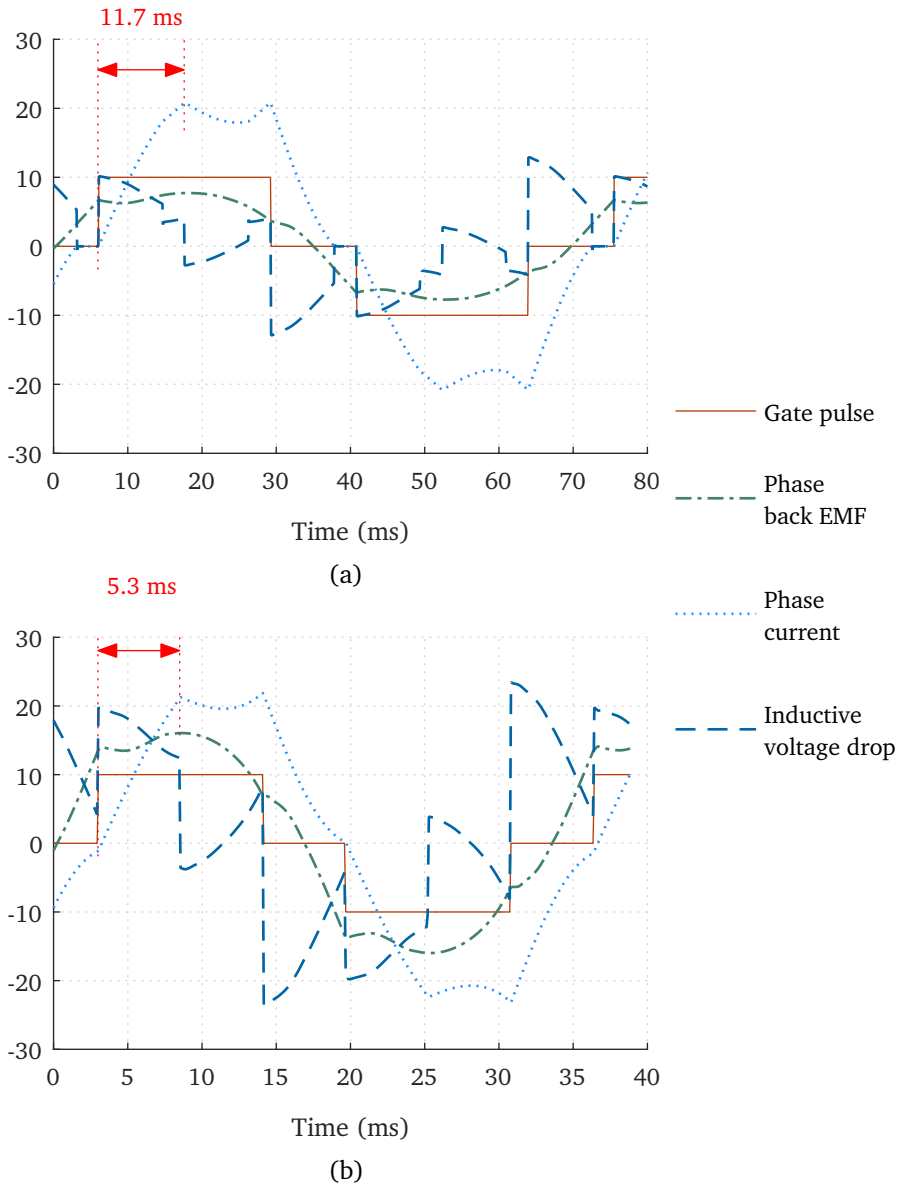 11.7 ms
30
20
10
0
-10
-20
-30
0 10 20 30 40 50 60 70 80
Time (ms)
(a)
Gate pulse
Phase
back EMF
Phase
current
Inductive
voltage drop
5.3 ms
30
20
10
0
-10
-20
-30
0 5 10 15 20 25 30 35 40
Time (ms)
(b)